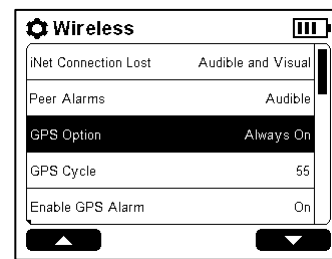 Wireless
iNet Connection Lost Audible and Visual
Peer Alarms Audible
GPS Option Always On
GPS Cycle 55
Enable GPS Alarm On